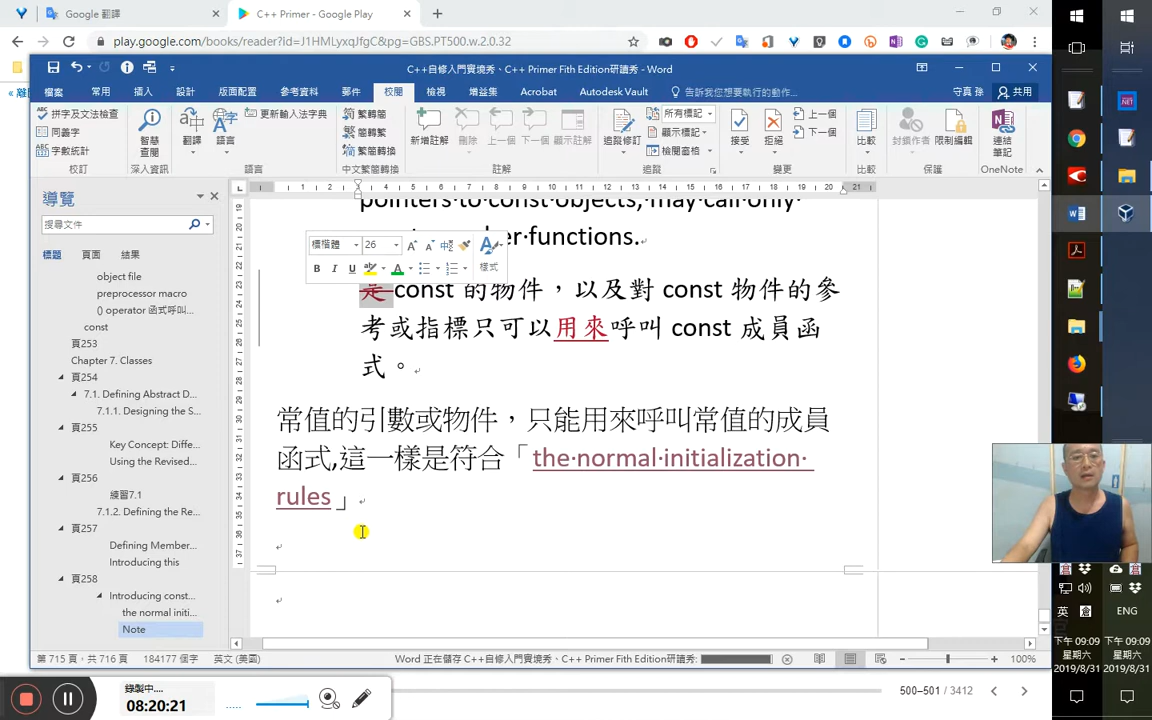 Google 翻譯
C++ Primer - Google Play
play.google.com/books/reader?id=J1HMLyxqJfgC&pg=GBS.PT500.w.2.0.32
C++自修入門實境秀、C++ Primer Fith Edition研讀秀 - Word
檔案 常用 插入 設計 版面配置 參考資料 郵件 校閱 檢視 增益集 Acrobat Autodesk Vault 告訴我您想要執行的動作... 守真 孫 共用
拼字及文法檢查
同義字
字數統計
校訂
智慧查閱
深入資訊
翻譯
語言
更新輸入法字典
語言
繁轉簡
簡轉繁
中文繁簡轉換
中文繁簡轉換
新增註解
刪除
上一個
下一個
顯示註解
註解
追蹤修訂
所有標記
顯示標記
檢閱窗格
追蹤
接受
拒絕
上一個
下一個
變更
比較
比較
封鎖作者
限制編輯
保護
連結筆記
OneNote
導覽
搜尋文件
標題 頁面 結果
object file
preprocessor macro
() operator 函式呼叫...
const
頁253
Chapter 7. Classes
頁254
7.1. Defining Abstract D...
7.1.1. Designing the S...
頁255
Key Concept: Diffe...
Using the Revised...
頁256
練習7.1
7.1.2. Defining the Re...
頁257
Defining Member...
Introducing this
頁258
Introducing const...
the normal initi...
Note
pointers to const objects, may call only
er functions.
標楷體 26
樣式
是 const 的物件，以及對 const 物件的參
考或指標只可以用來呼叫 const 成員函
式。
常值的引數或物件，只能用來呼叫常值的成員
函式,這一樣是符合「the normal initialization
rules」
第 715 頁，共 716 頁 184177 個字 英文 (美國) Word 正在儲存 C++自修入門實境秀、C++ Primer Fith Edition研讀秀: 100%
錄製中....
08:20:21
500–501 / 3412
英 倉
ENG
下午 09:09
星期六
2019/8/31
下午 09:09
星期六
2019/8/31